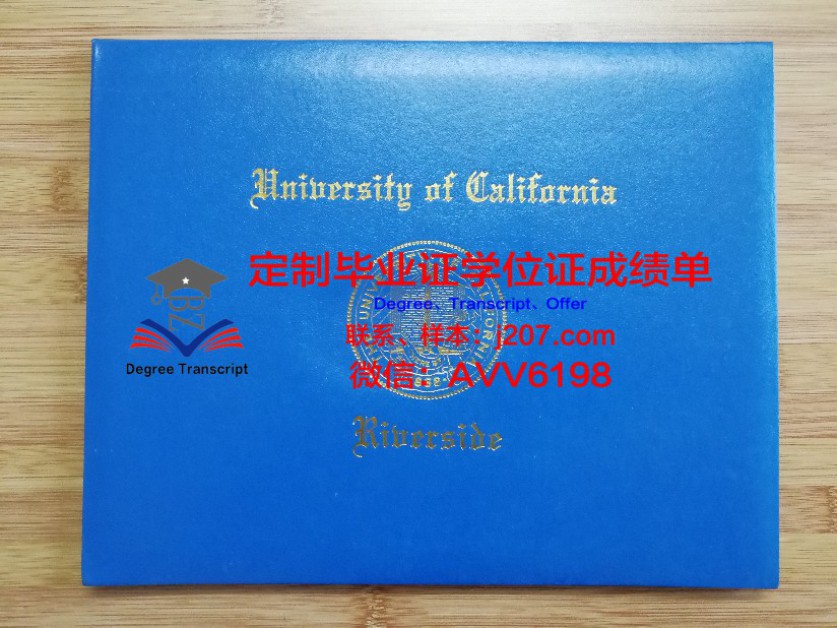 University of California
定制毕业证学位证成绩单
Degree、Transcript、Offer
联系、样本：j207.com
微信：AVV6198
BZ
Degree Transcript
Riverside